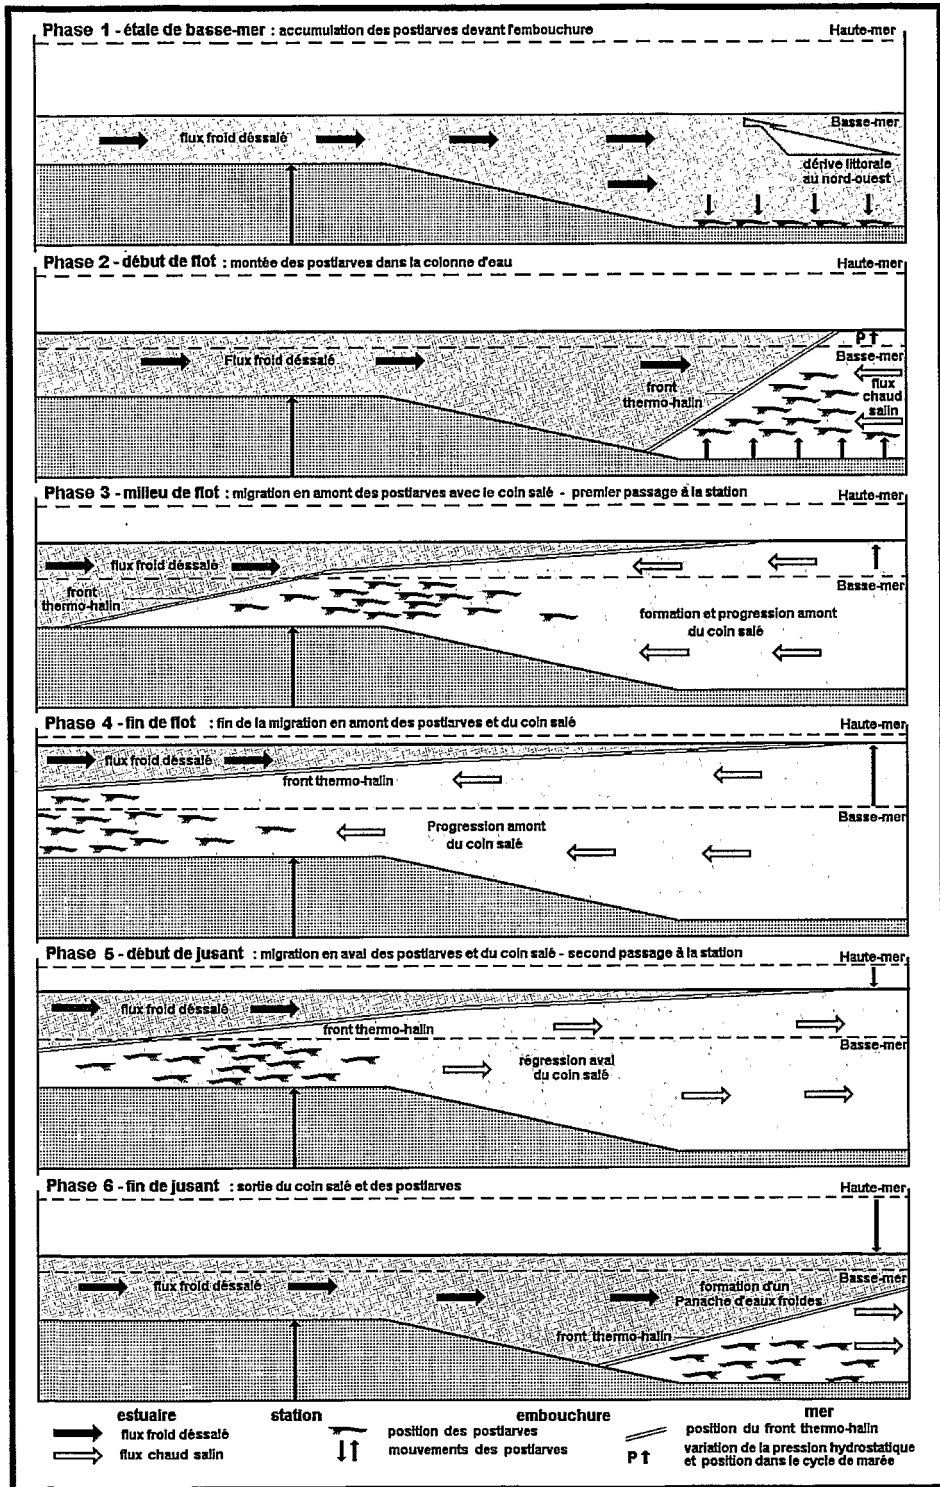 Phase 1 - étale de basse-mer : accumulation des postlarves devant l'embouchure
Haute-mer
flux froid déssalé
Basse-mer
dérive littorale
au nord-ouest
Phase 2 - début de flot : montée des postlarves dans la colonne d'eau
Haute-mer
P
Flux froid déssalé
Basse-mer
front
thermo-halin
flux
chaud
salin
Phase 3 - milieu de flot : migration en amont des postlarves avec le coin salé - premier passage à la station
Haute-mer
flux froid déssalé
Basse-mer
front
thermo-halin
formation et progression amont
du coin salé
Phase 4 - fin de flot : fin de la migration en amont des postlarves et du coin salé
Haute-mer
flux froid déssalé
front thermo-halin
Basse-mer
Progression amont
du coin salé
Phase 5 - début de jusant : migration en aval des postlarves et du coin salé - second passage à la station
Haute-mer
flux froid déssalé
front thermo-halin
Basse-mer
régression aval
du coin salé
Phase 6 - fin de jusant : sortie du coin salé et des postlarves
Haute-mer
flux froid déssalé
Basse-mer
formation d'un
Panache d'eaux froides
front thermo-halin
estuaire station embouchure mer
flux froid déssalé
position des postlarves
position du front thermo-halin
flux chaud salin
mouvements des postlarves
P
variation de la pression hydrostatique
et position dans le cycle de marée